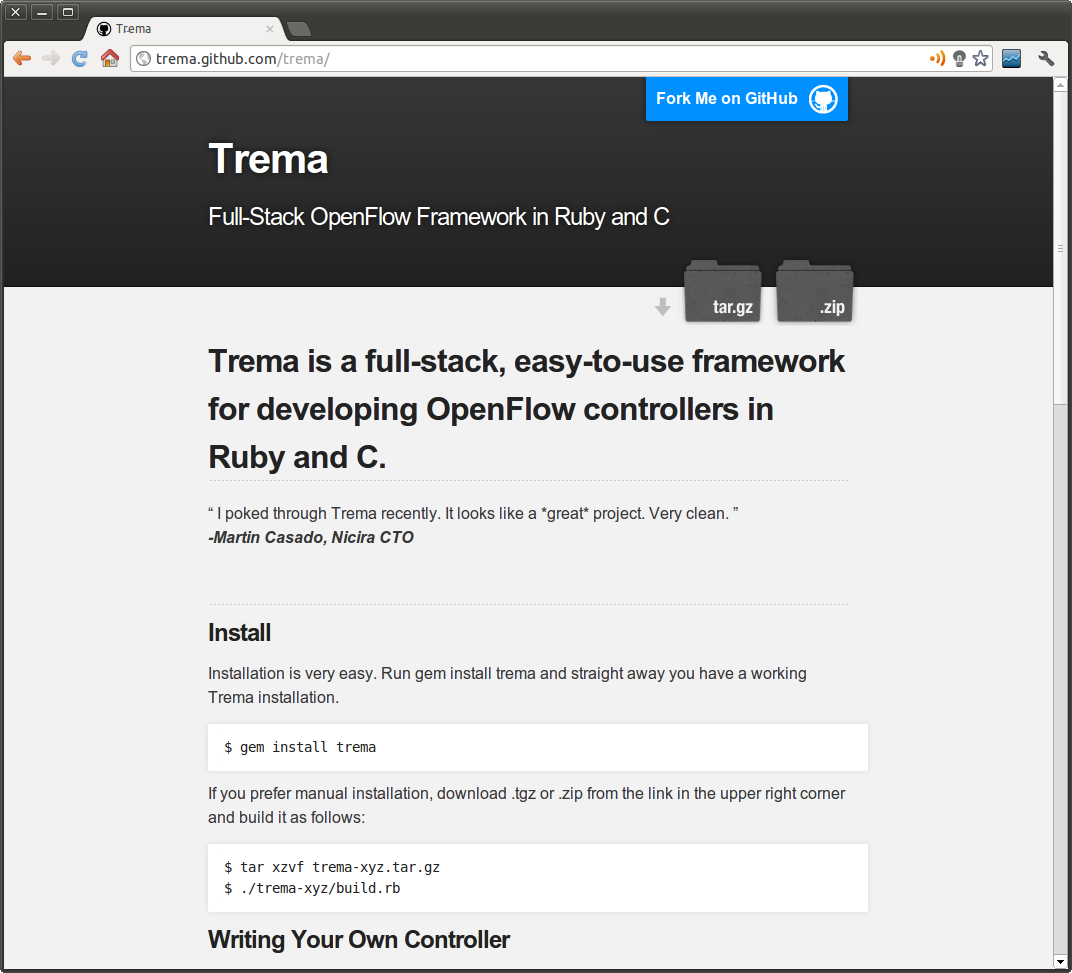 Trema
trema.github.com/trema/
Fork Me on GitHub
Trema
Full-Stack OpenFlow Framework in Ruby and C
tar.gz
.zip
Trema is a full-stack, easy-to-use framework
for developing OpenFlow controllers in
Ruby and C.
“ I poked through Trema recently. It looks like a *great* project. Very clean. ”
-Martin Casado, Nicira CTO
Install
Installation is very easy. Run gem install trema and straight away you have a working
Trema installation.
$ gem install trema
If you prefer manual installation, download .tgz or .zip from the link in the upper right corner
and build it as follows:
$ tar xzvf trema-xyz.tar.gz
$ ./trema-xyz/build.rb
Writing Your Own Controller